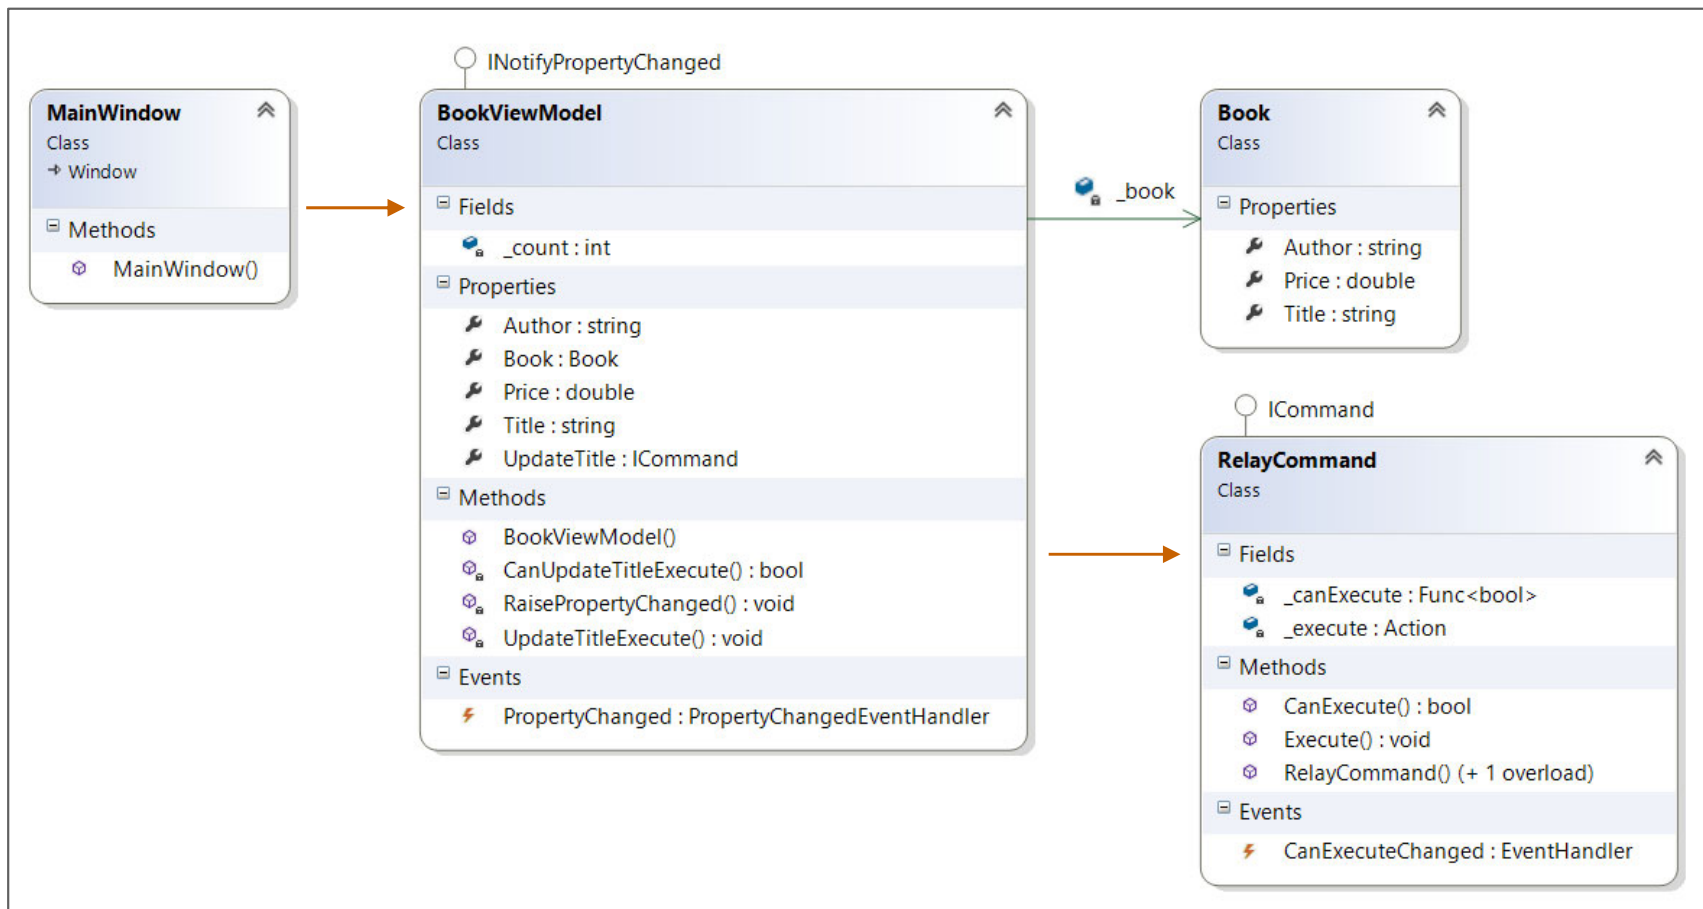 MainWindow
Class
Window
Methods
MainWindow()
INotifyPropertyChanged
BookViewModel
Class
Fields
_count : int
Properties
Author : string
Book : Book
Price : double
Title : string
UpdateTitle : ICommand
Methods
BookViewModel()
CanUpdateTitleExecute() : bool
RaisePropertyChanged() : void
UpdateTitleExecute() : void
Events
PropertyChanged : PropertyChangedEventHandler
_book
Book
Class
Properties
Author : string
Price : double
Title : string
ICommand
RelayCommand
Class
Fields
_canExecute : Func<bool>
_execute : Action
Methods
CanExecute() : bool
Execute() : void
RelayCommand() (+ 1 overload)
Events
CanExecuteChanged : EventHandler